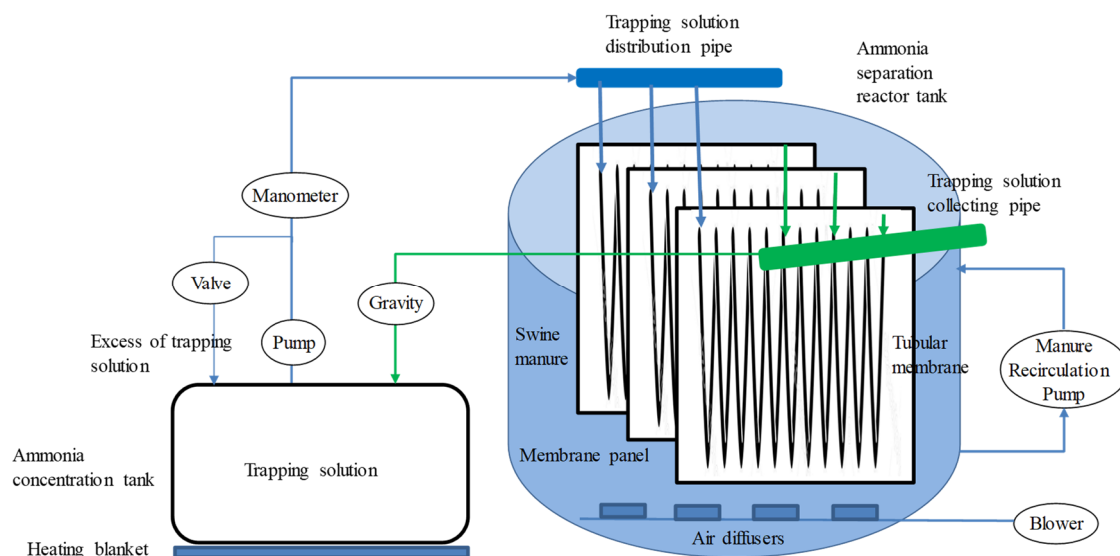 Trapping solution
distribution pipe
Ammonia
separation
reactor tank
Manometer
Trapping solution
collecting pipe
Valve
Gravity
Excess of trapping
solution
Pump
Swine
manure
Tubular
membrane
Manure
Recirculation
Pump
Membrane panel
Ammonia
concentration tank
Trapping solution
Blower
Air diffusers
Heating blanket